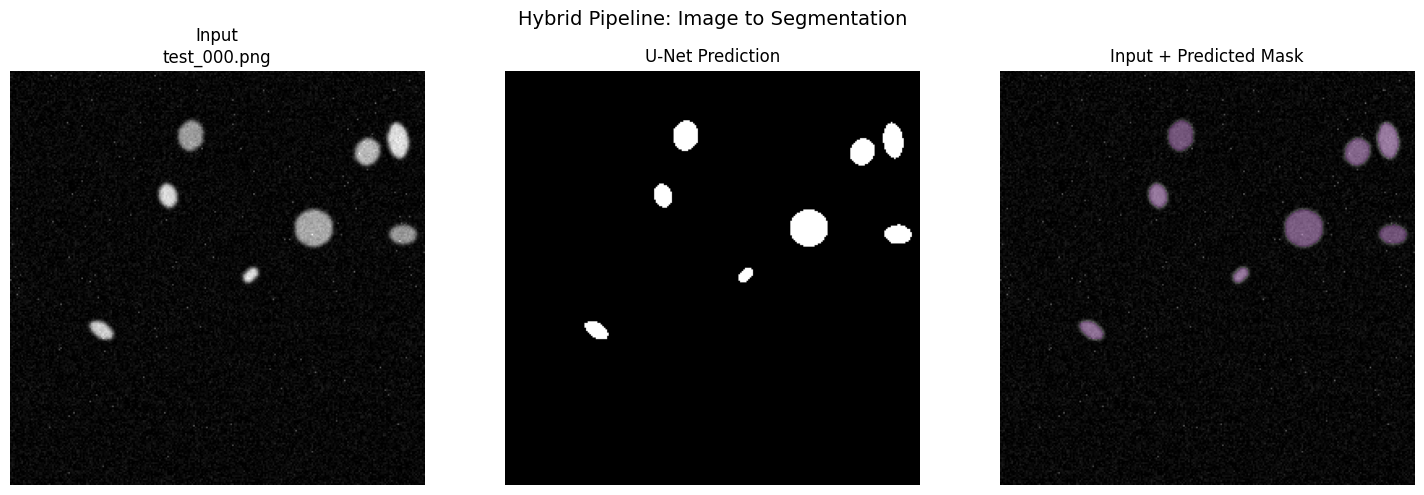 Hybrid Pipeline: Image to Segmentation
Input
test_000.png
U-Net Prediction
Input + Predicted Mask